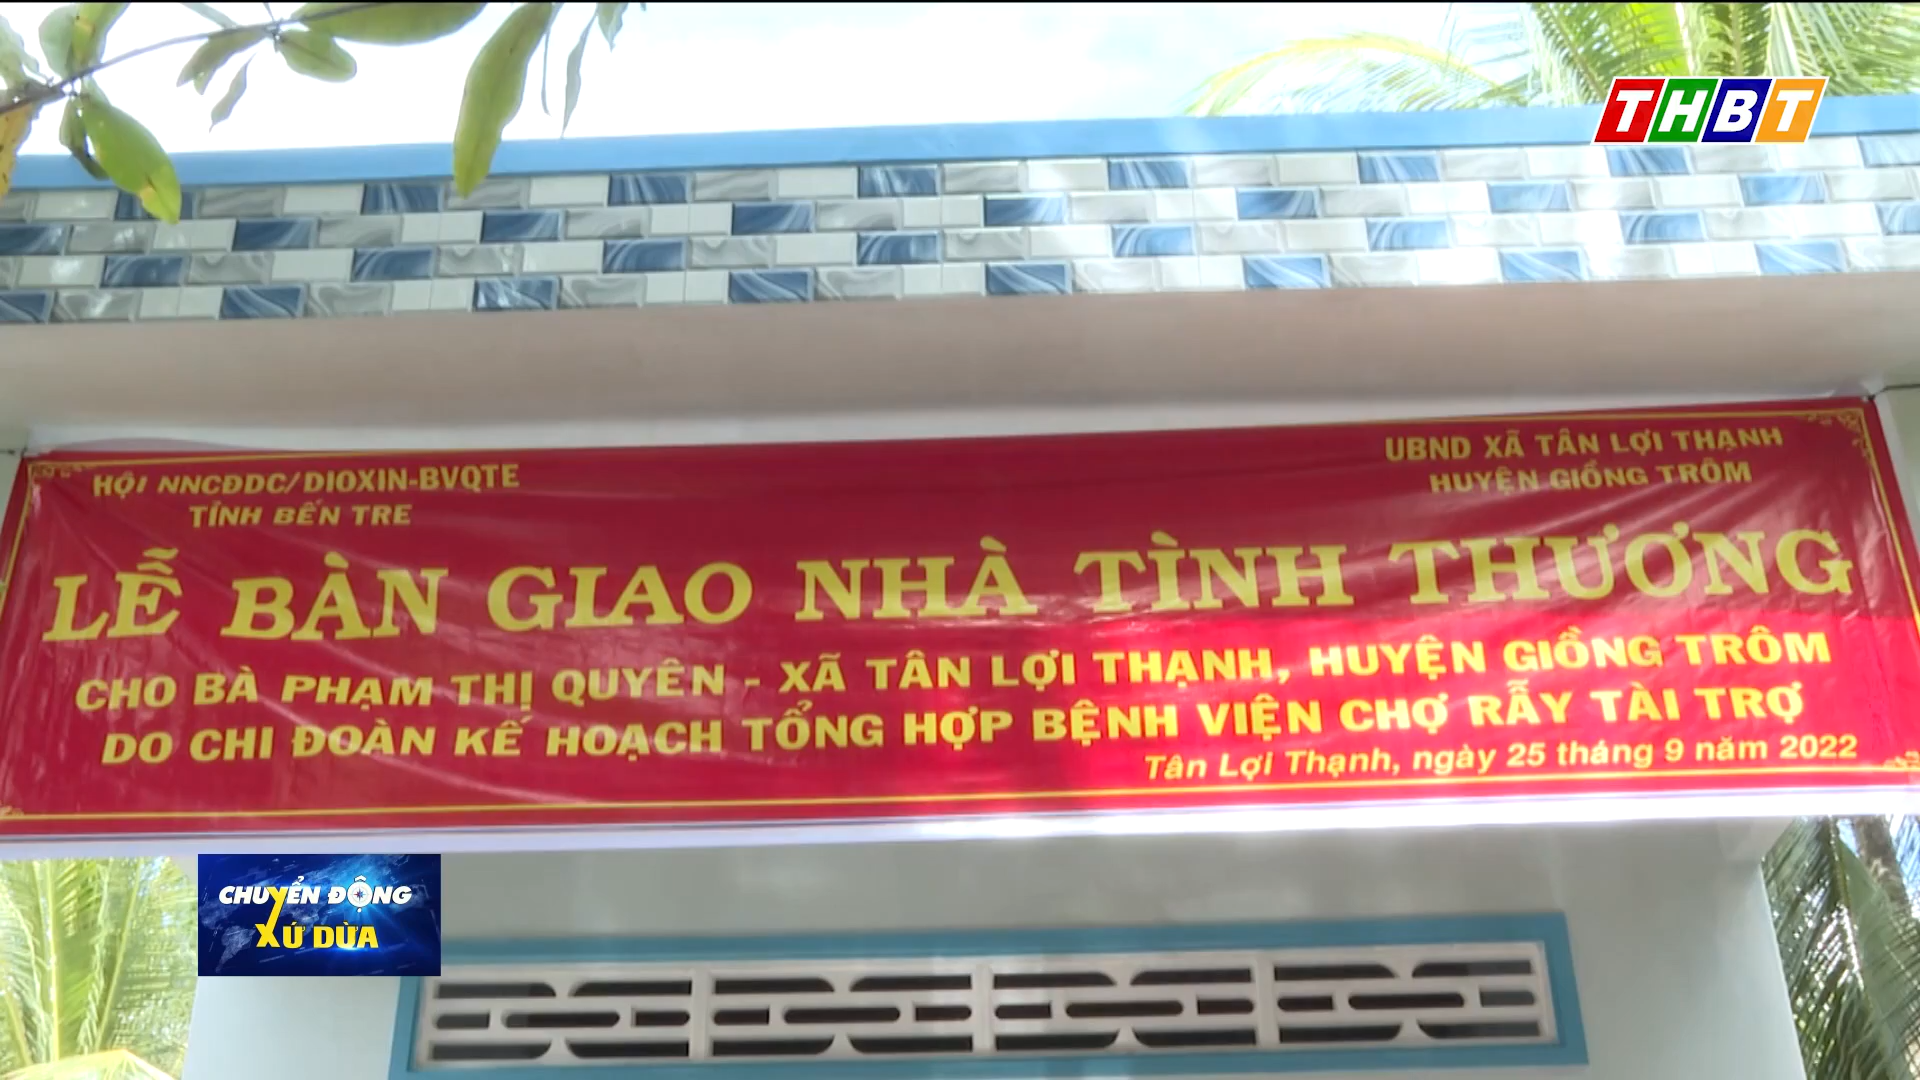 THBT
HỘI NNCĐDC/DIOXIN-BVQTE
TỈNH BẾN TRE
UBND XÃ TÂN LỢI THẠNH
HUYỆN GIỒNG TRÔM
LỄ BÀN GIAO NHÀ TÌNH THƯƠNG
CHO BÀ PHẠM THỊ QUYÊN - XÃ TÂN LỢI THẠNH, HUYỆN GIỒNG TRÔM
DO CHI ĐOÀN KẾ HOẠCH TỔNG HỢP BỆNH VIỆN CHỢ RẪY TÀI TRỢ
Tân Lợi Thạnh, ngày 25 tháng 9 năm 2022
CHUYỂN ĐỘNG
XỨ DỪA